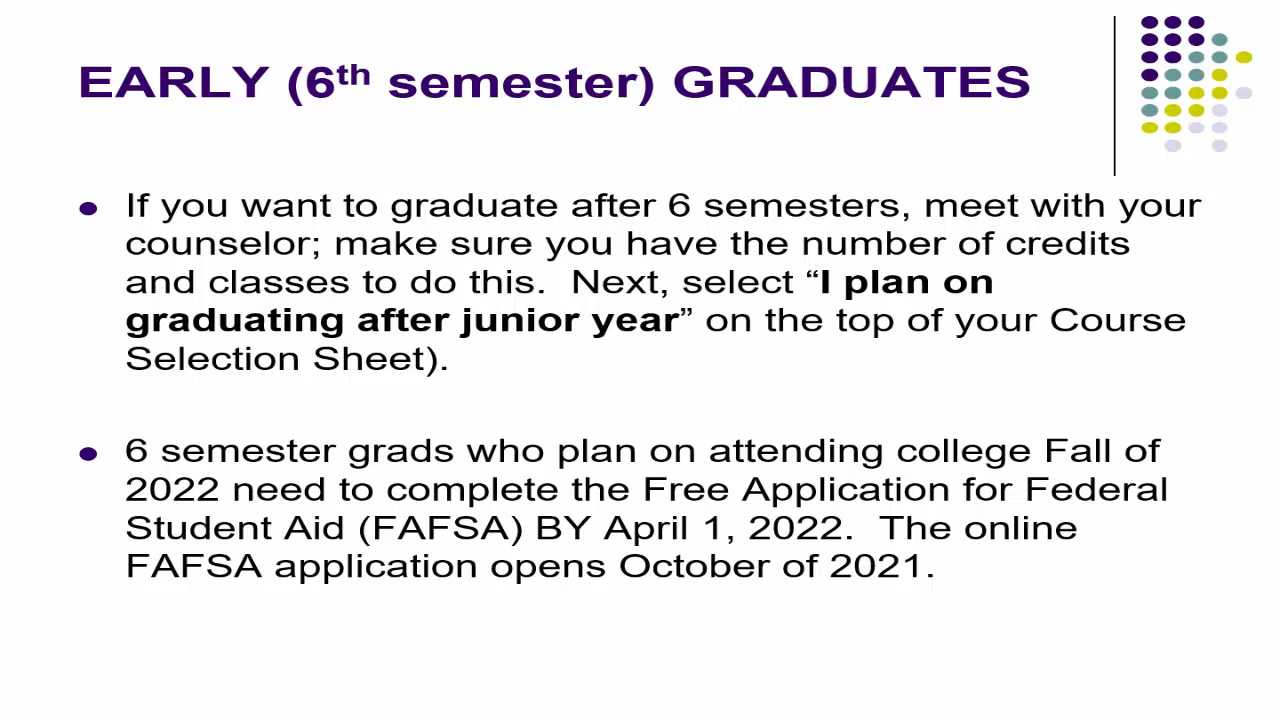 EARLY (6th semester) GRADUATES
If you want to graduate after 6 semesters, meet with your
counselor; make sure you have the number of credits
and classes to do this.  Next, select “I plan on
graduating after junior year” on the top of your Course
Selection Sheet).
6 semester grads who plan on attending college Fall of
2022 need to complete the Free Application for Federal
Student Aid (FAFSA) BY April 1, 2022.  The online
FAFSA application opens October of 2021.